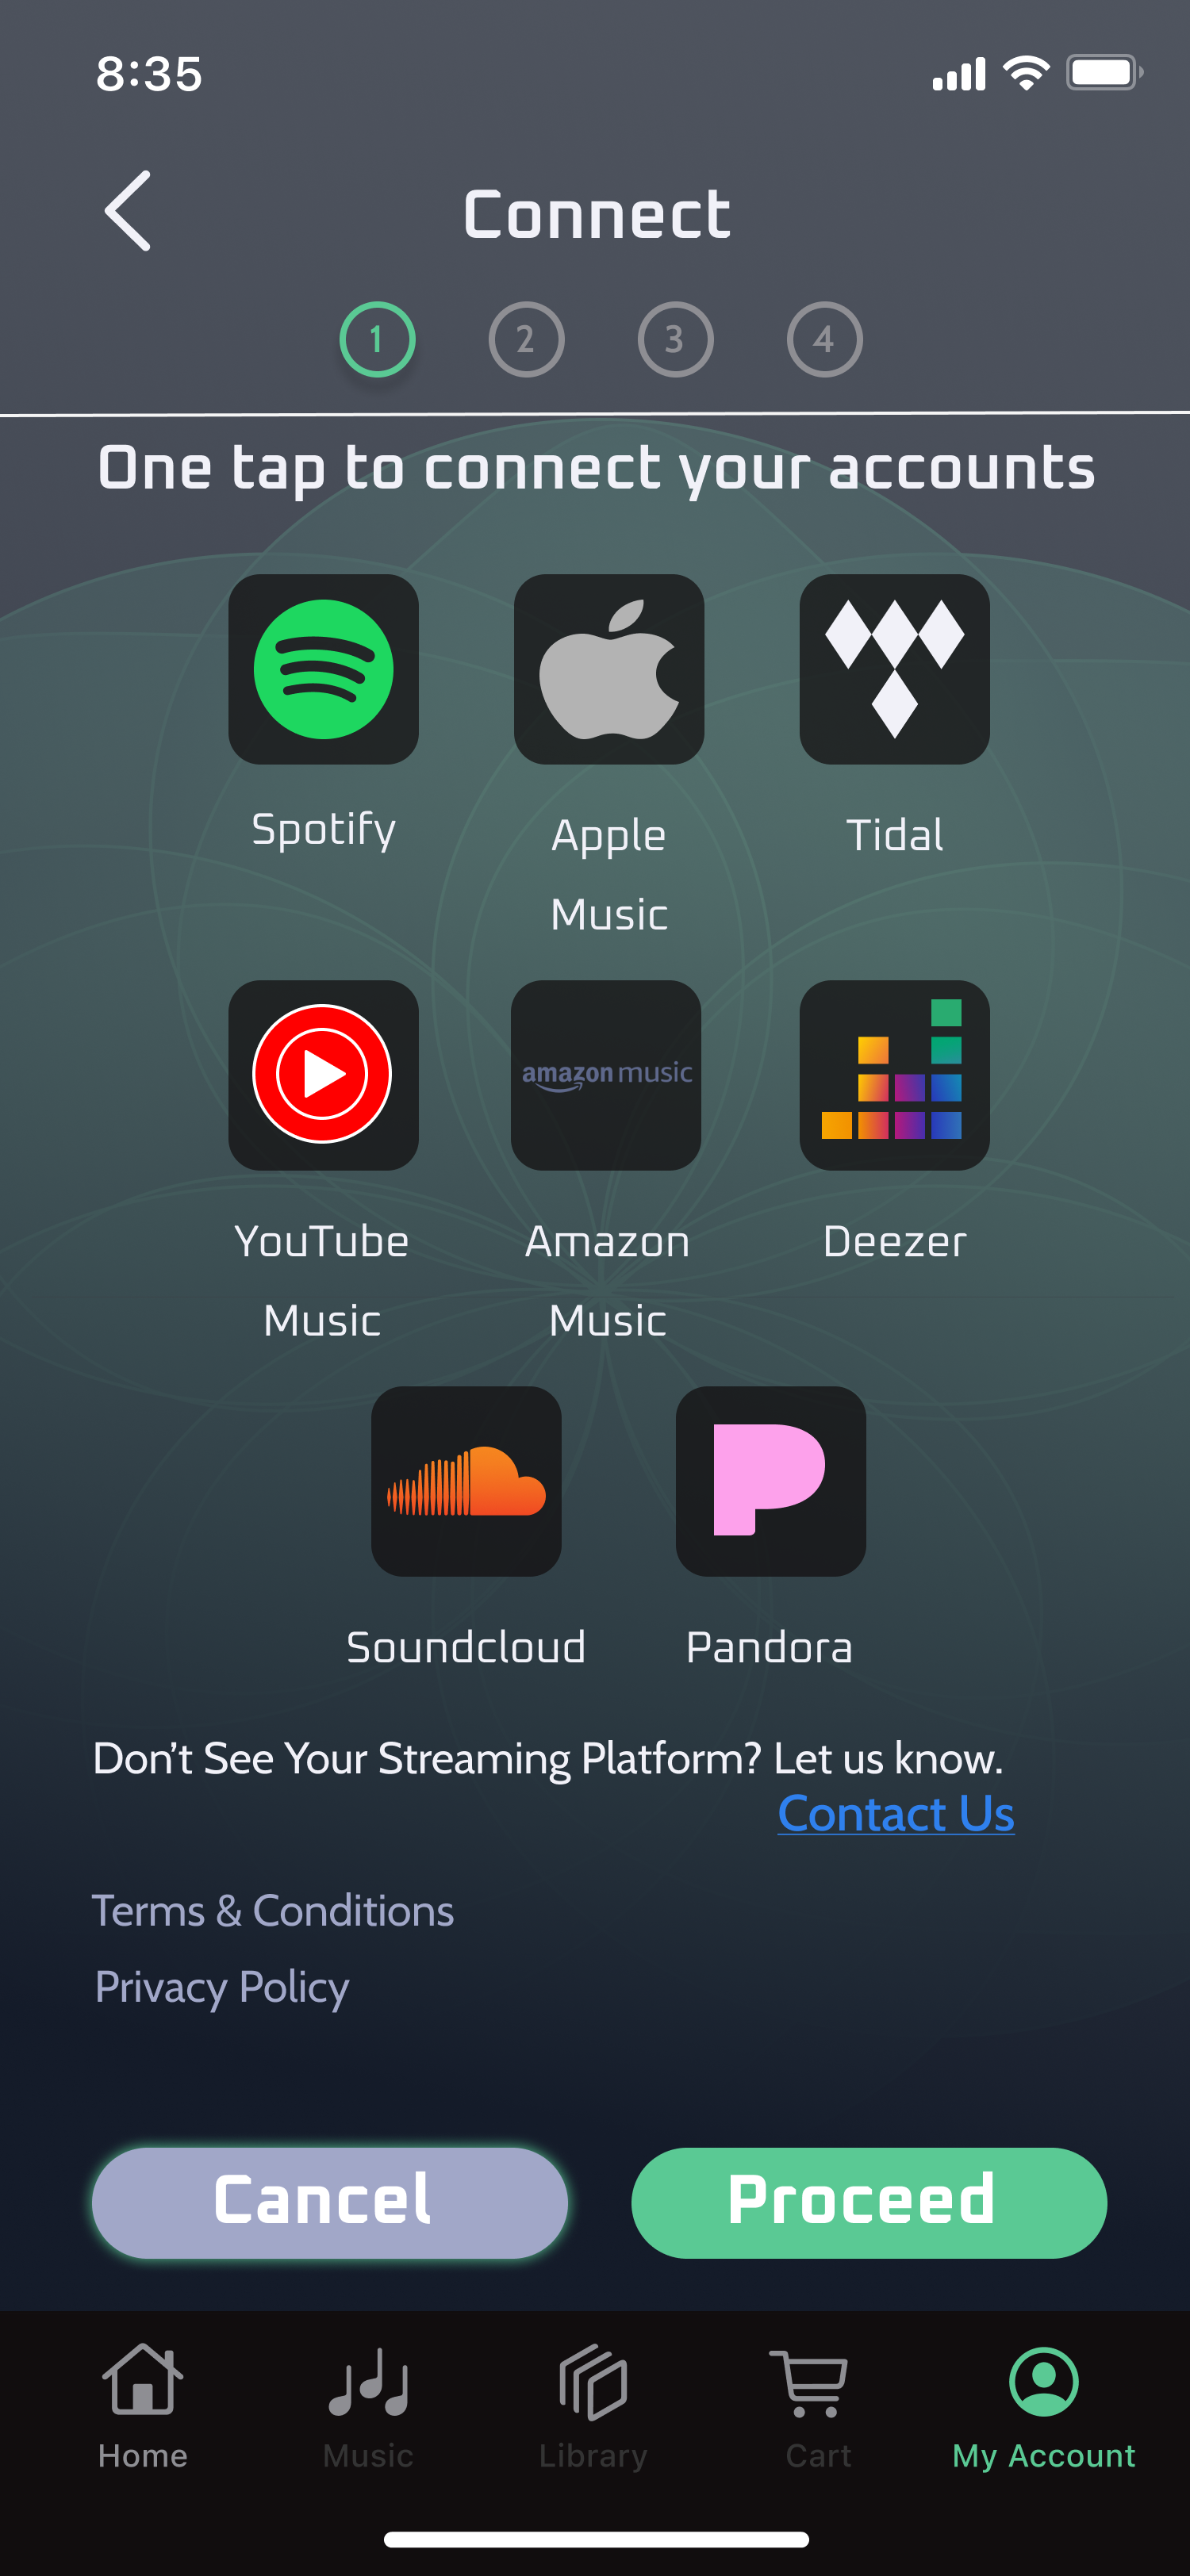 8:35
Connect
1 2 3 4
One tap to connect your accounts
Spotify
Apple
Music
Tidal
amazon music
YouTube
Music
Amazon
Music
Deezer
Soundcloud
Pandora
Don’t See Your Streaming Platform? Let us know.
Contact Us
Terms & Conditions
Privacy Policy
Cancel
Proceed
Home
Music
Library
Cart
My Account